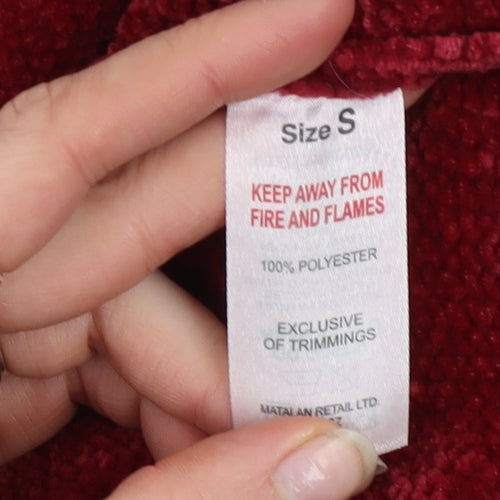 Size S
KEEP AWAY FROM
FIRE AND FLAMES
100% POLYESTER
EXCLUSIVE
OF TRIMMINGS
MATALAN RETAIL LTD.